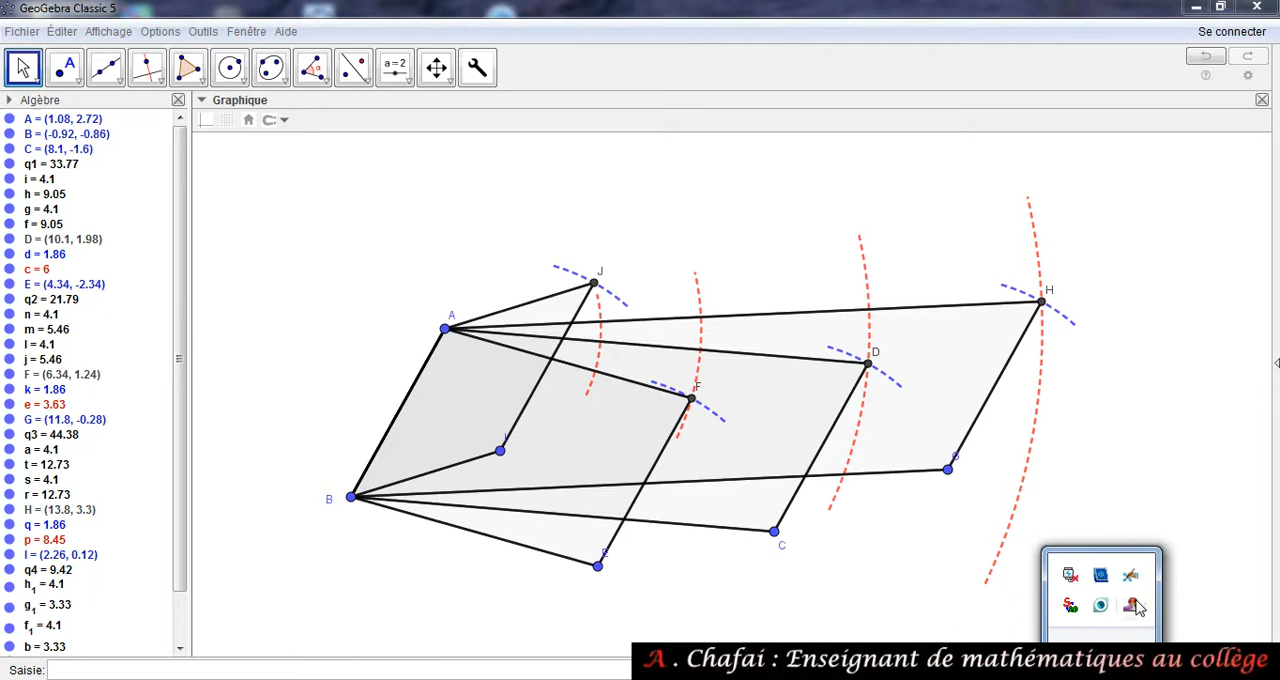 GeoGebra Classic 5
Fichier Éditer Affichage Options Outils Fenêtre Aide
Se connecter
A
a=2
Algèbre
Graphique
A = (1.08, 2.72)
B = (-0.92, -0.86)
C = (8.1, -1.6)
q1 = 33.77
i = 4.1
h = 9.05
g = 4.1
f = 9.05
D = (10.1, 1.98)
d = 1.86
c = 6
E = (4.34, -2.34)
q2 = 21.79
n = 4.1
m = 5.46
l = 4.1
j = 5.46
F = (6.34, 1.24)
k = 1.86
e = 3.63
G = (11.8, -0.28)
q3 = 44.38
a = 4.1
t = 12.73
s = 4.1
r = 12.73
H = (13.8, 3.3)
q = 1.86
p = 8.45
I = (2.26, 0.12)
q4 = 9.42
h1 = 4.1
g1 = 3.33
f1 = 4.1
b = 3.33
J
H
A
D
F
I
G
B
C
E
Saisie:
A . Chafai : Enseignant de mathématiques au collège